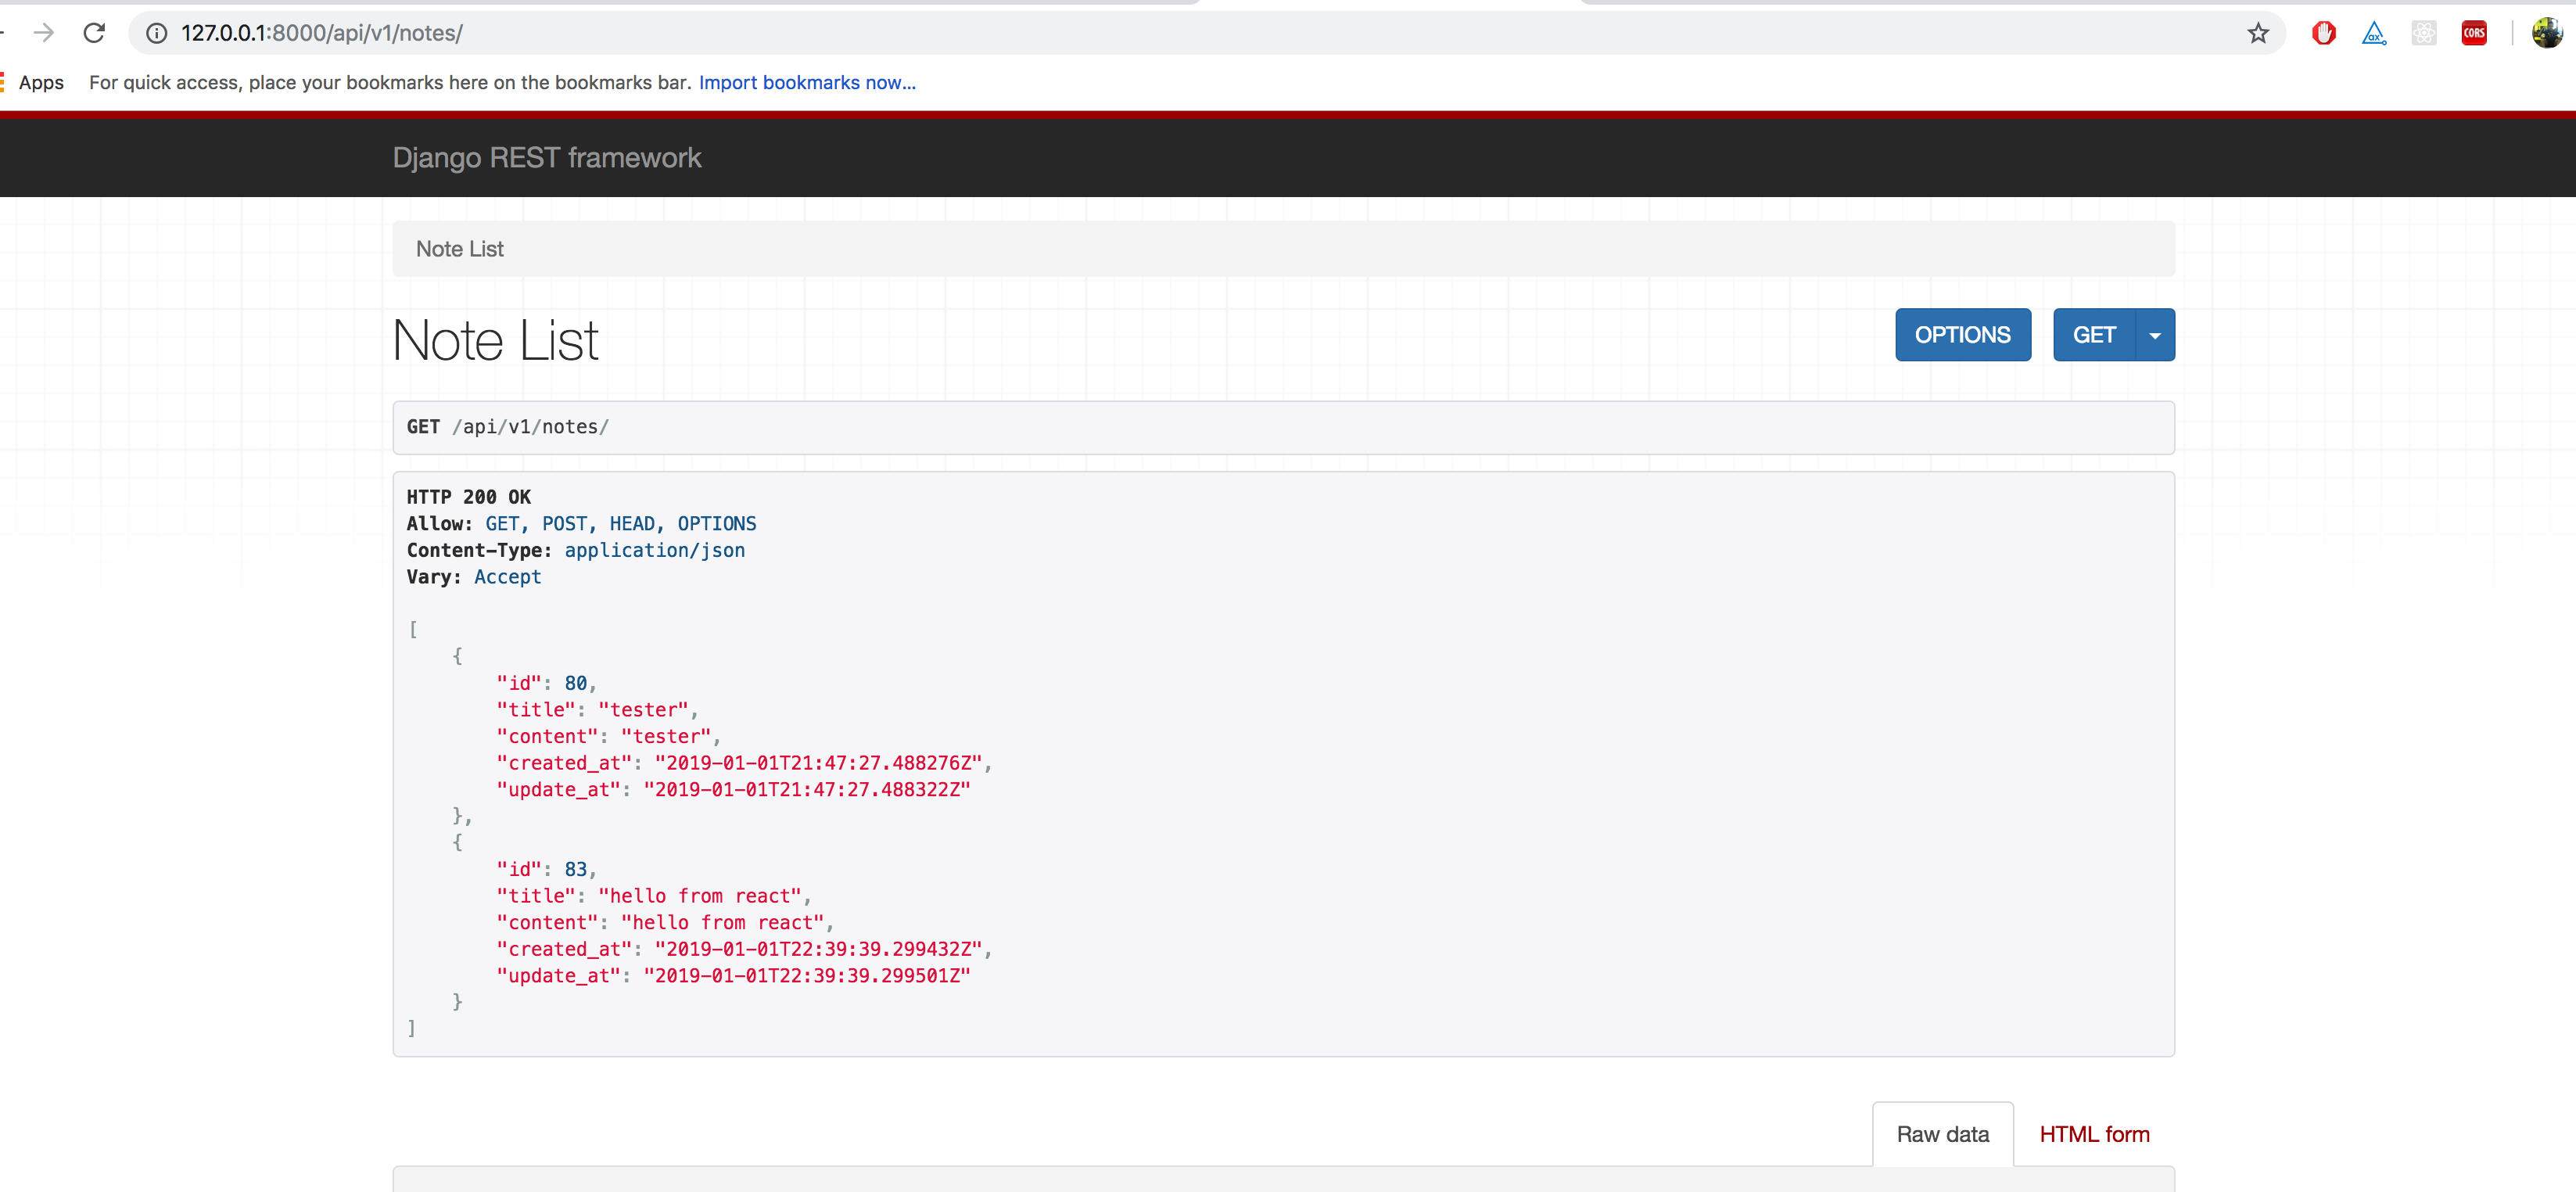 127.0.0.1:8000/api/v1/notes/
CORS
Apps For quick access, place your bookmarks here on the bookmarks bar. Import bookmarks now...
Django REST framework
Note List
Note List
OPTIONS GET
GET /api/v1/notes/
HTTP 200 OK
Allow: GET, POST, HEAD, OPTIONS
Content-Type: application/json
Vary: Accept
[
    {
        "id": 80,
        "title": "tester",
        "content": "tester",
        "created_at": "2019-01-01T21:47:27.488276Z",
        "update_at": "2019-01-01T21:47:27.488322Z"
    },
    {
        "id": 83,
        "title": "hello from react",
        "content": "hello from react",
        "created_at": "2019-01-01T22:39:39.299432Z",
        "update_at": "2019-01-01T22:39:39.299501Z"
    }
]
Raw data HTML form